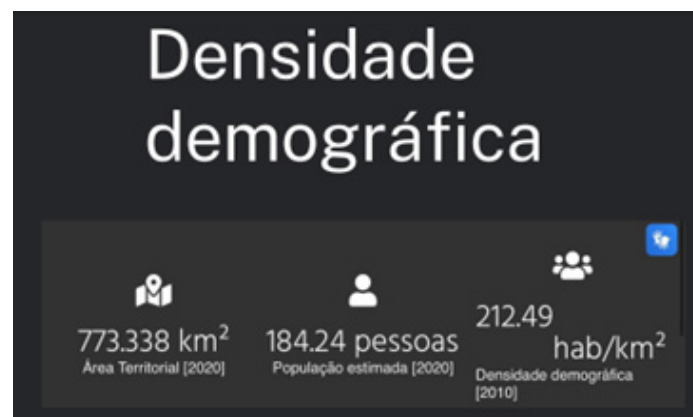 Densidade
demográfica
773.338 km²
Área Territorial [2020]
184.24 pessoas
População estimada [2020]
212.49
hab/km²
Densidade demográfica
[2010]